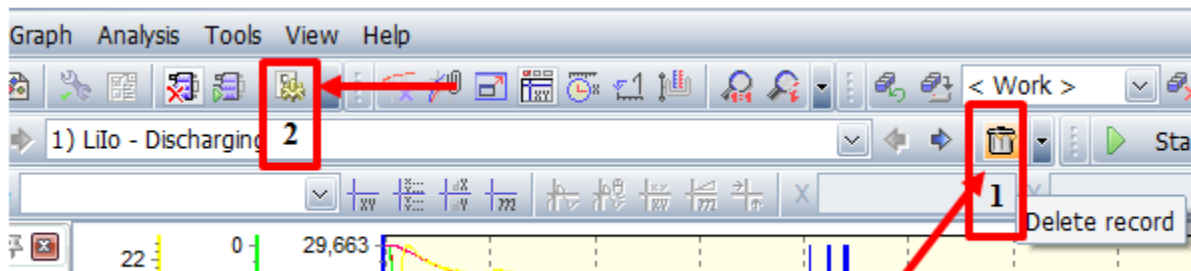 Graph Analysis Tools View Help
< Work >
1) LiIo - Discharging 2 Sta
1 Delete record
22 0 29,663